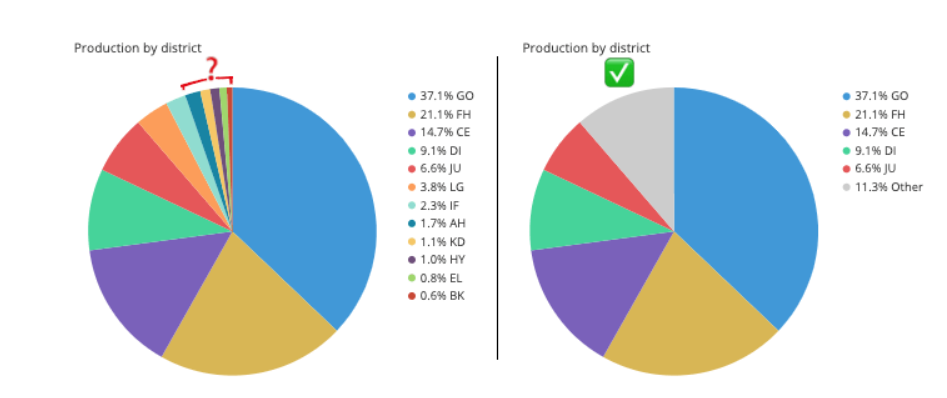 Production by district
?
37.1% GO
21.1% FH
14.7% CE
9.1% DI
6.6% JU
3.8% LG
2.3% IF
1.7% AH
1.1% KD
1.0% HY
0.8% EL
0.6% BK
Production by district
37.1% GO
21.1% FH
14.7% CE
9.1% DI
6.6% JU
11.3% Other